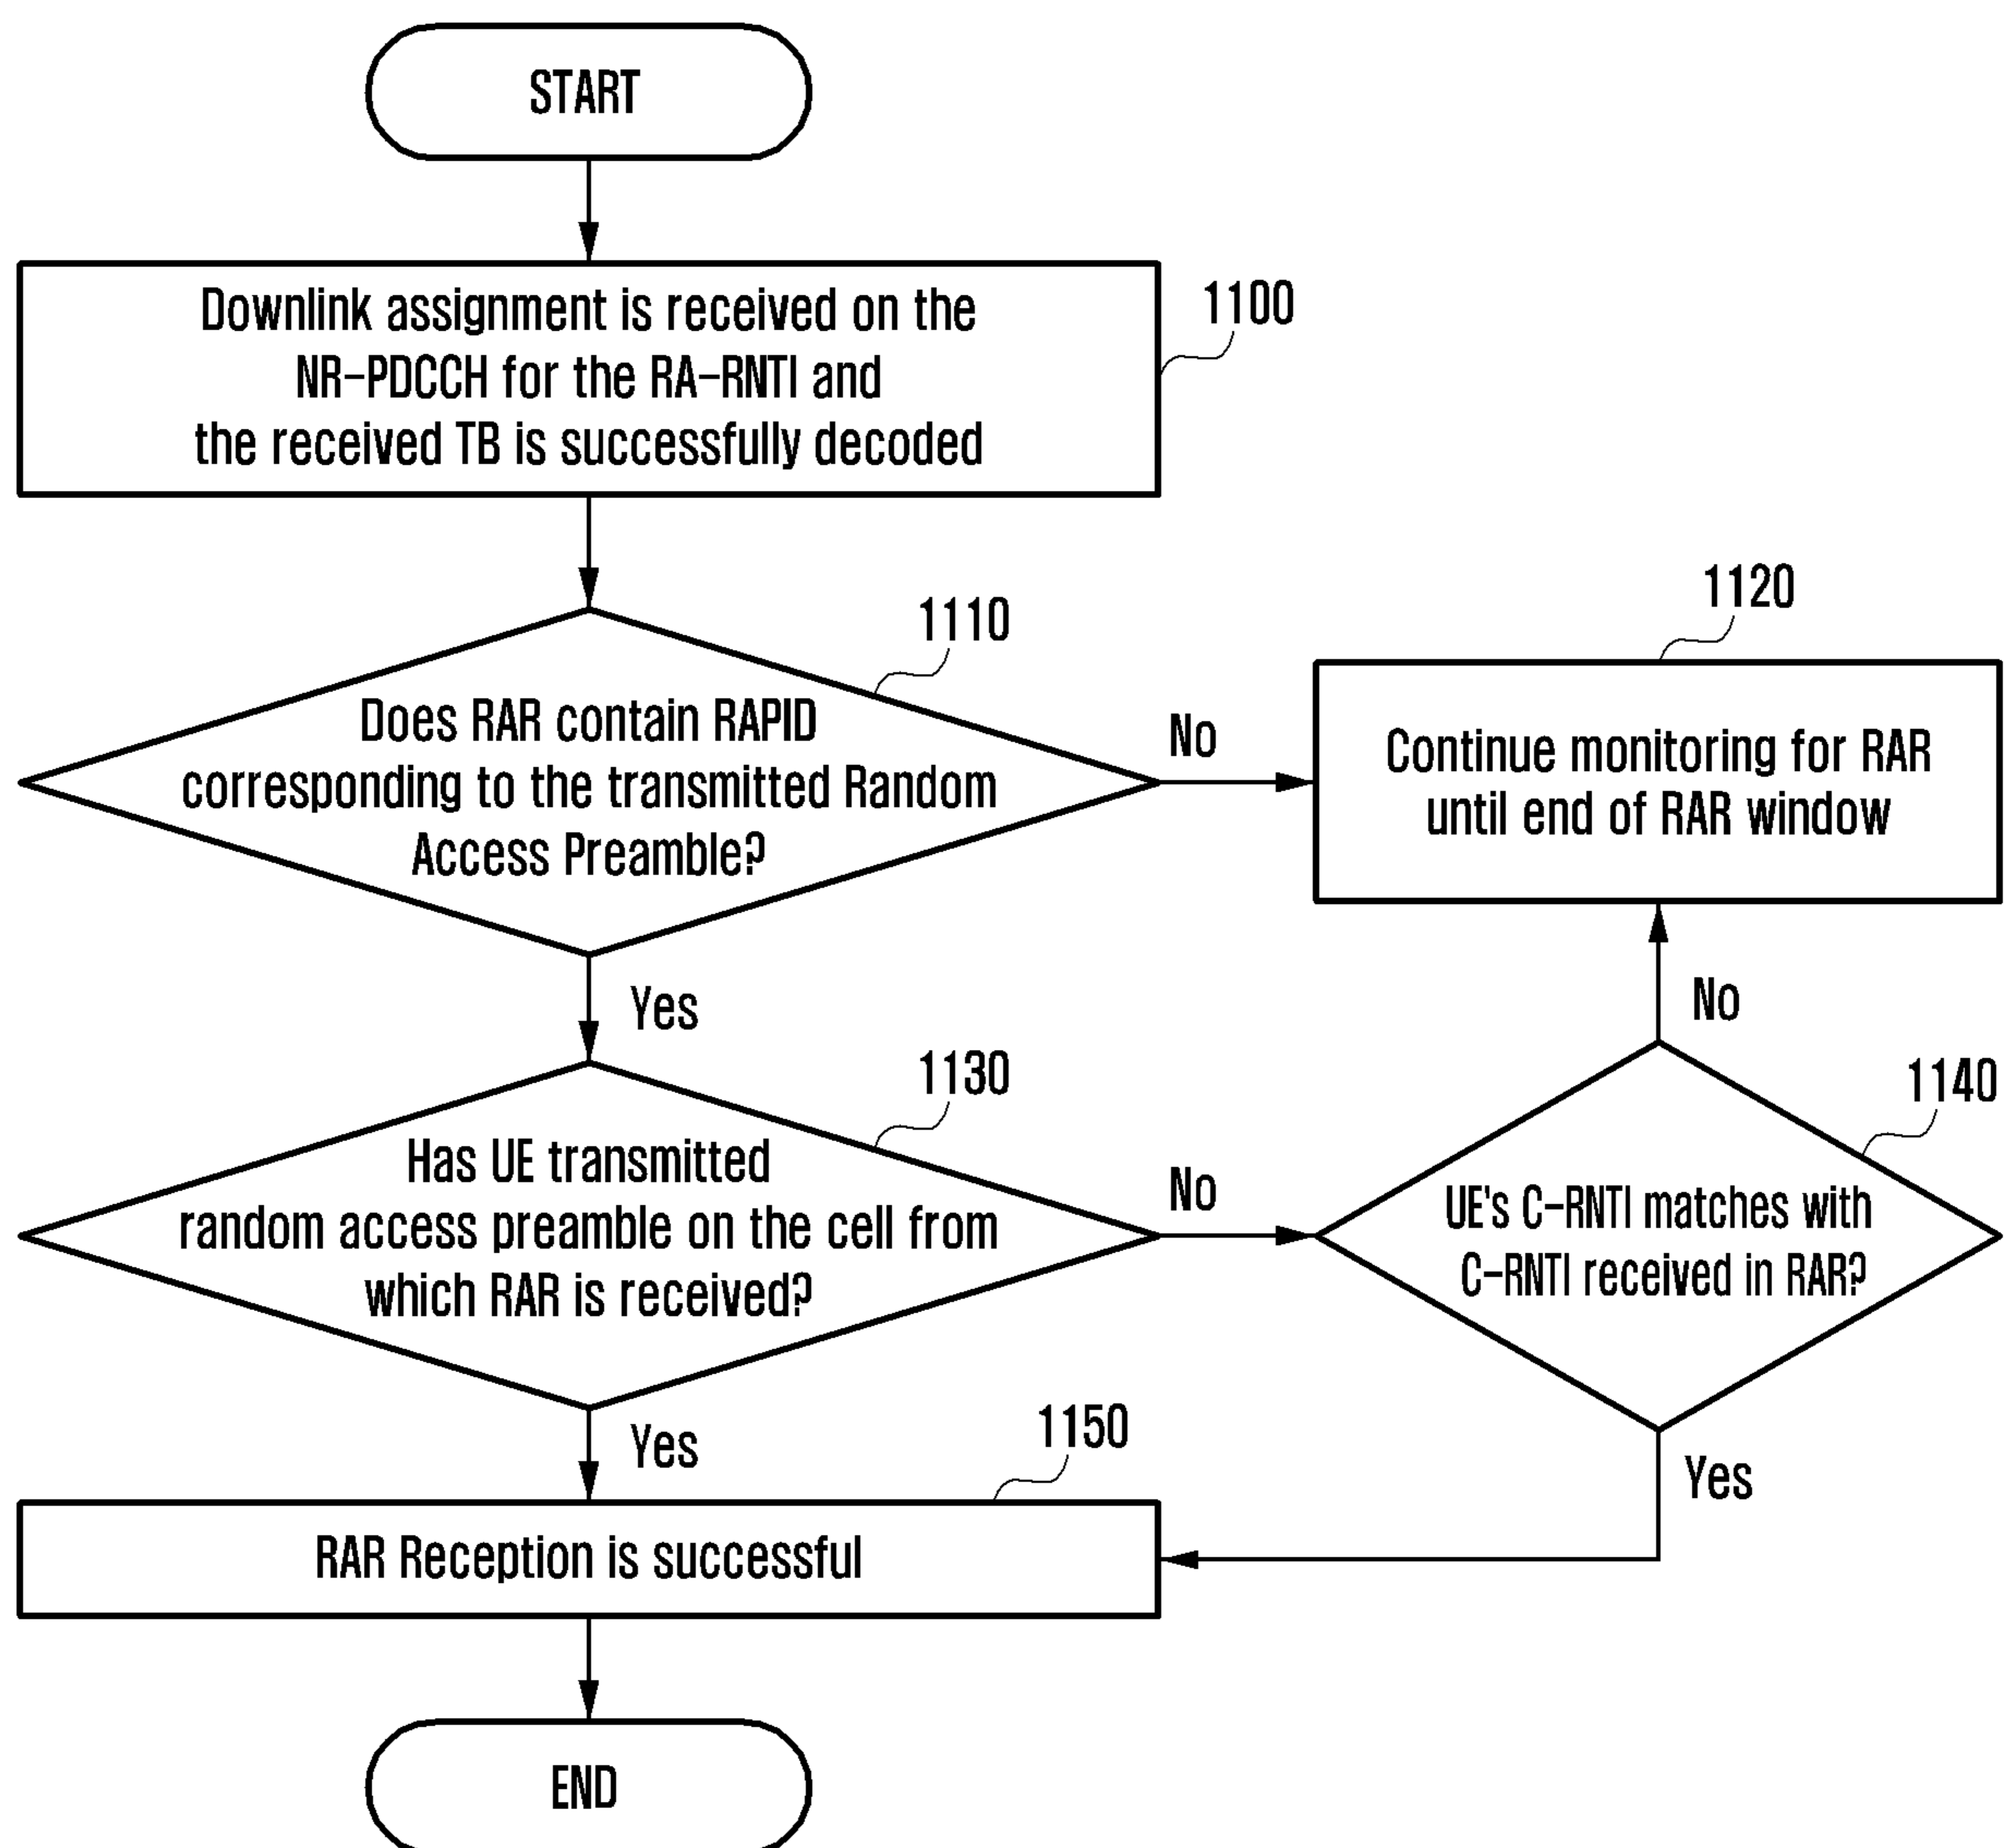 START
Downlink assignment is received on the
NR-PDCCH for the RA-RNTI and
the received TB is successfully decoded
1100
1110
Does RAR contain RAPID
corresponding to the transmitted Random
Access Preamble?
No
1120
Continue monitoring for RAR
until end of RAR window
Yes
No
1130
Has UE transmitted
random access preamble on the cell from
which RAR is received?
No
1140
UE's C-RNTI matches with
C-RNTI received in RAR?
Yes
Yes
1150
RAR Reception is successful
END